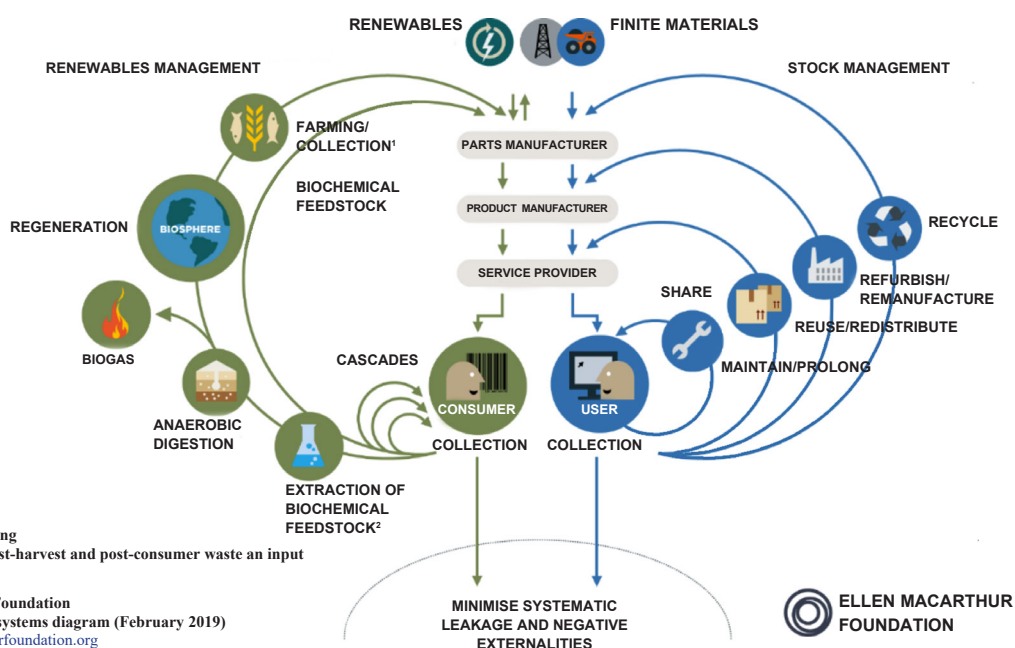 RENEWABLES
FINITE MATERIALS
RENEWABLES MANAGEMENT
STOCK MANAGEMENT
FARMING/
COLLECTION¹
PARTS MANUFACTURER
BIOCHEMICAL
FEEDSTOCK
PRODUCT MANUFACTURER
REGENERATION
BIOSPHERE
RECYCLE
SERVICE PROVIDER
SHARE
REFURBISH/
REMANUFACTURE
REUSE/REDISTRIBUTE
BIOGAS
CASCADES
MAINTAIN/PROLONG
CONSUMER
USER
ANAEROBIC
DIGESTION
COLLECTION
COLLECTION
EXTRACTION OF
BIOCHEMICAL
FEEDSTOCK²
ng
st-harvest and post-consumer waste an input
oundation
systems diagram (February 2019)
rfoundation.org
MINIMISE SYSTEMATIC
LEAKAGE AND NEGATIVE
EXTERNALITIES
ELLEN MACARTHUR
FOUNDATION